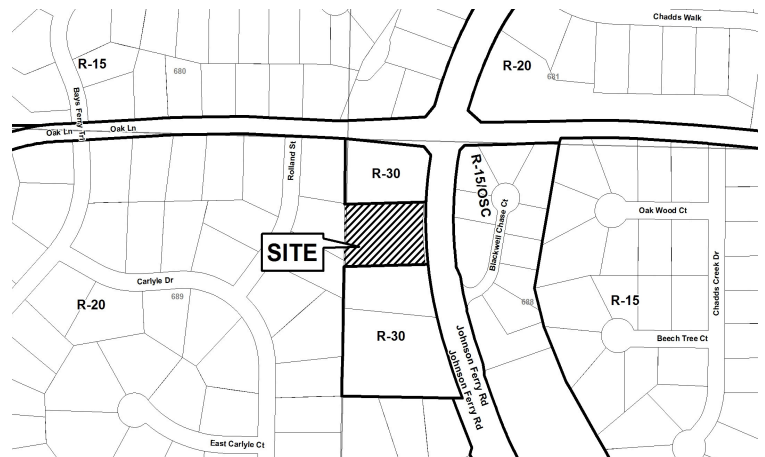 Chadds Walk
R-15
R-20
680
681
Bays Ferry Trl
Oak Ln
Oak Ln
Rolland St
R-30
R-15/OSC
Oak Wood Ct
Blackwell Chase Ct
SITE
Chadds Creek Dr
Carlyle Dr
R-20
689
688
R-15
R-30
Johnson Ferry Rd
Johnson Ferry Rd
Beech Tree Ct
East Carlyle Ct